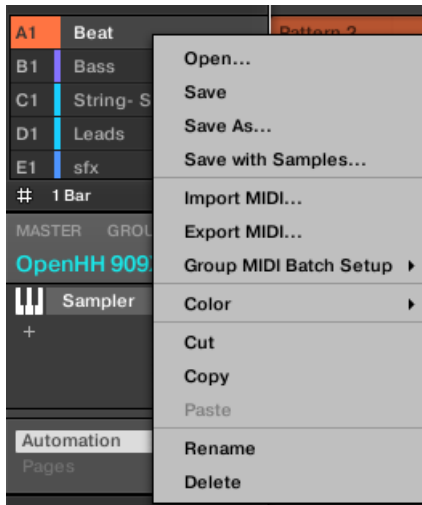 A1 Beat
Pattern 2
B1 Bass
C1 String- S
D1 Leads
E1 sfx
1 Bar
MASTER GROU
OpenHH 909
Sampler
+
Automation
Pages
Open...
Save
Save As...
Save with Samples...
Import MIDI...
Export MIDI...
Group MIDI Batch Setup
Color
Cut
Copy
Paste
Rename
Delete